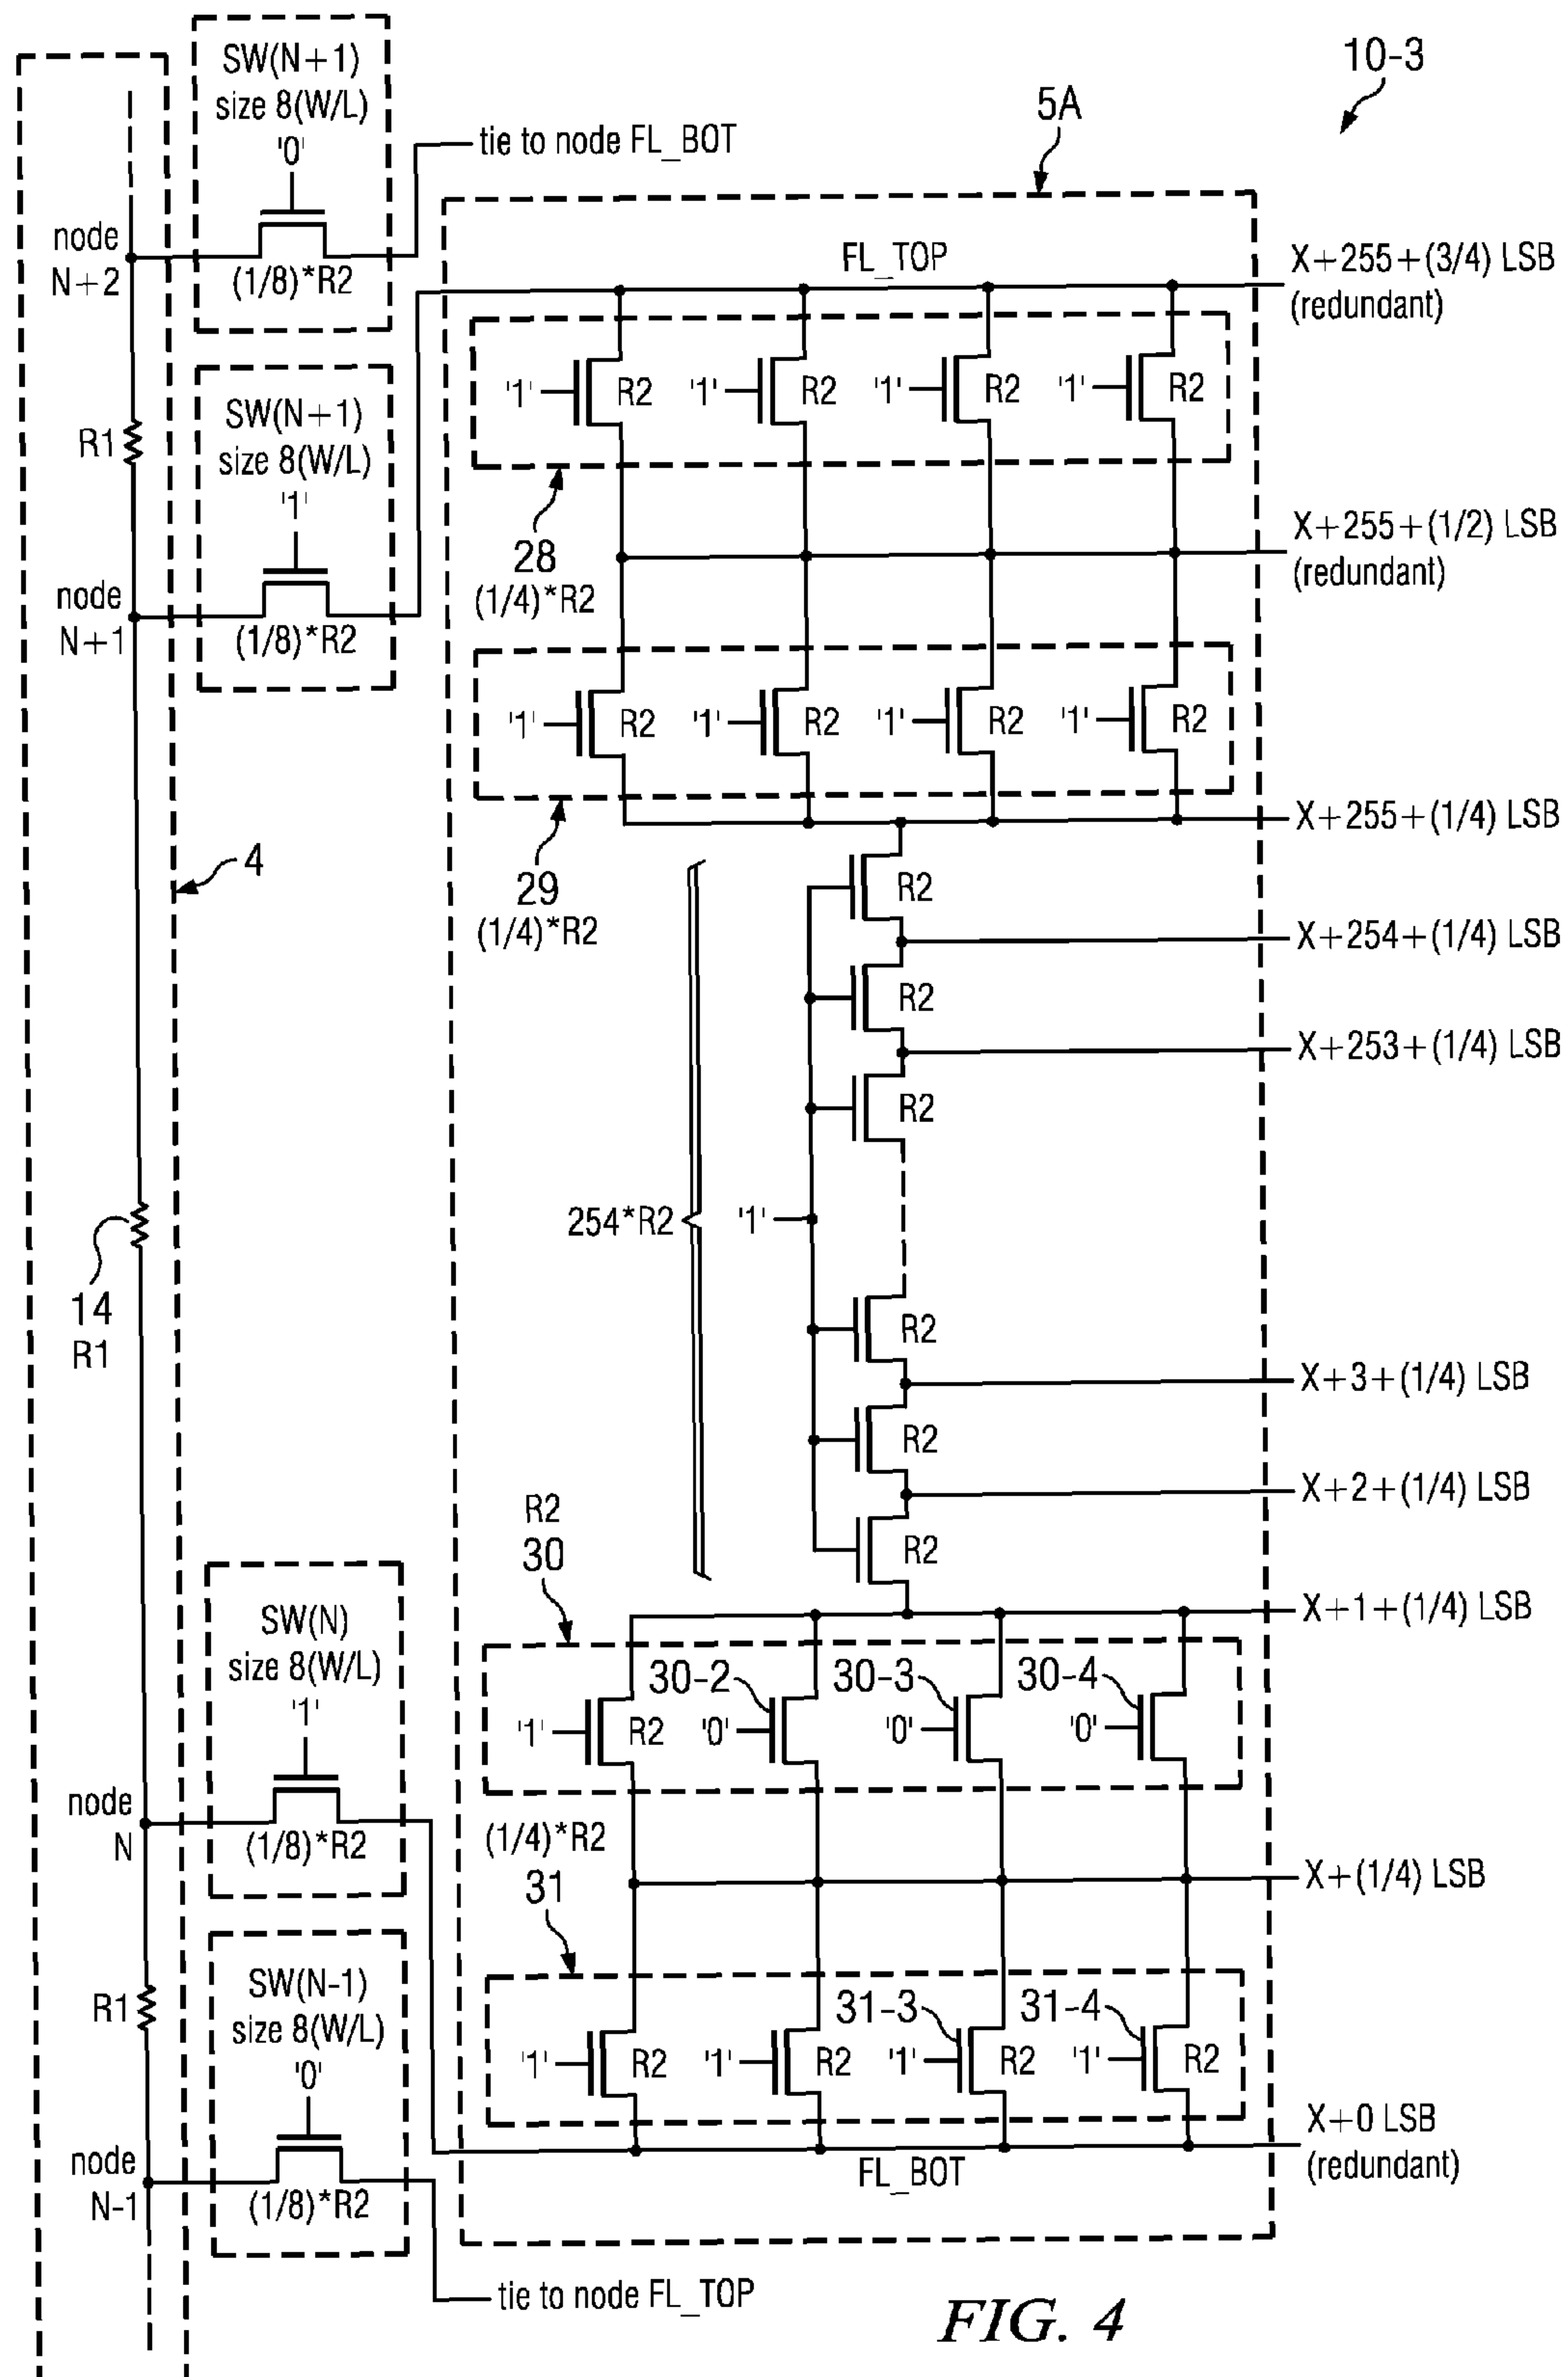 10-3
SW(N+1)
size 8(W/L)
'0'
node
N+2
(1/8)*R2
tie to node FL_BOT
5A
FL_TOP
X+255+(3/4) LSB
(redundant)
R1
SW(N+1)
size 8(W/L)
'1'
node
N+1
(1/8)*R2
'1' R2 '1' R2 '1' R2 '1' R2
28
(1/4)*R2
X+255+(1/2) LSB
(redundant)
'1' R2 '1' R2 '1' R2 '1' R2
29
(1/4)*R2
X+255+(1/4) LSB
4
R2
X+254+(1/4) LSB
R2
X+253+(1/4) LSB
R2
254*R2
'1'
14
R1
R2
X+3+(1/4) LSB
R2
X+2+(1/4) LSB
R2
R2
30
X+1+(1/4) LSB
SW(N)
size 8(W/L)
'1'
node
N
(1/8)*R2
30-2 30-3 30-4
'1' R2 '0' '0' '0'
(1/4)*R2
31
X+(1/4) LSB
R1
SW(N-1)
size 8(W/L)
'0'
node
N-1
(1/8)*R2
31-3 31-4
'1' R2 '1' R2 '1' R2 '1' R2
X+0 LSB
(redundant)
FL_BOT
tie to node FL_TOP
FIG. 4